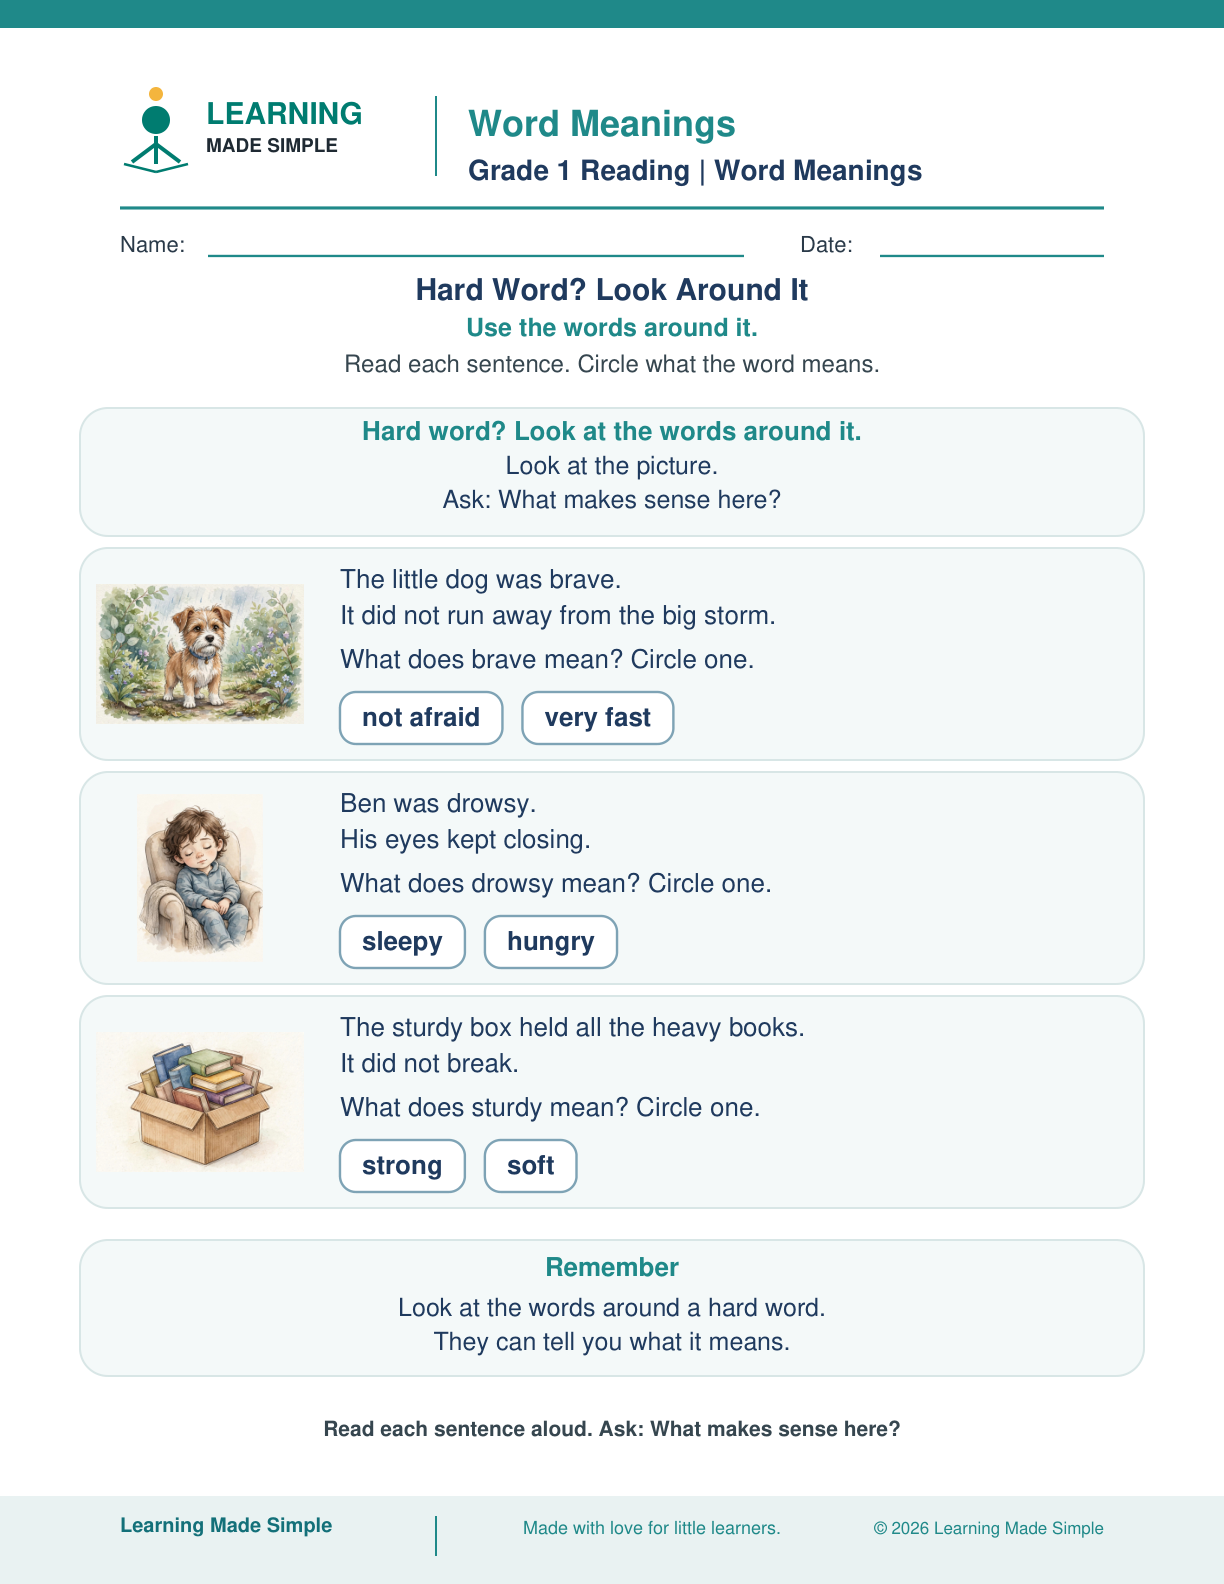 LEARNING
MADE SIMPLE
Word Meanings
Grade 1 Reading | Word Meanings
Name:
Date:
Hard Word? Look Around It
Use the words around it.
Read each sentence. Circle what the word means.
Hard word? Look at the words around it.
Look at the picture.
Ask: What makes sense here?
The little dog was brave.
It did not run away from the big storm.
What does brave mean? Circle one.
not afraid very fast
Ben was drowsy.
His eyes kept closing.
What does drowsy mean? Circle one.
sleepy hungry
The sturdy box held all the heavy books.
It did not break.
What does sturdy mean? Circle one.
strong soft
Remember
Look at the words around a hard word.
They can tell you what it means.
Read each sentence aloud. Ask: What makes sense here?
Learning Made Simple
Made with love for little learners.
© 2026 Learning Made Simple